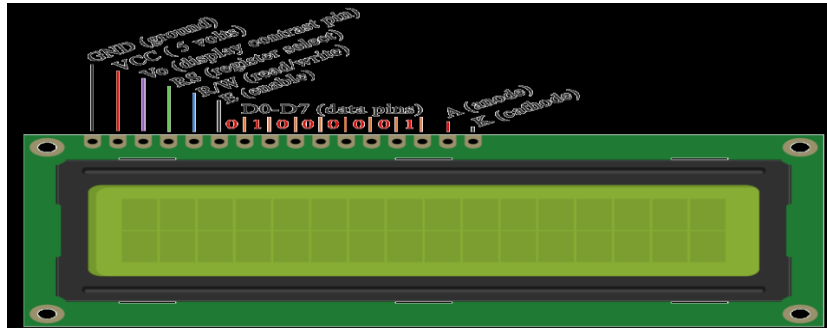 GND (ground)
VCC ( 5 volts)
Vo (display contrast pin)
RS (register select)
R/W (read/write)
E (enable)
D0-D7 (data pins)
0 1 0 0 0 0 0 1
A (anode)
K (cathode)